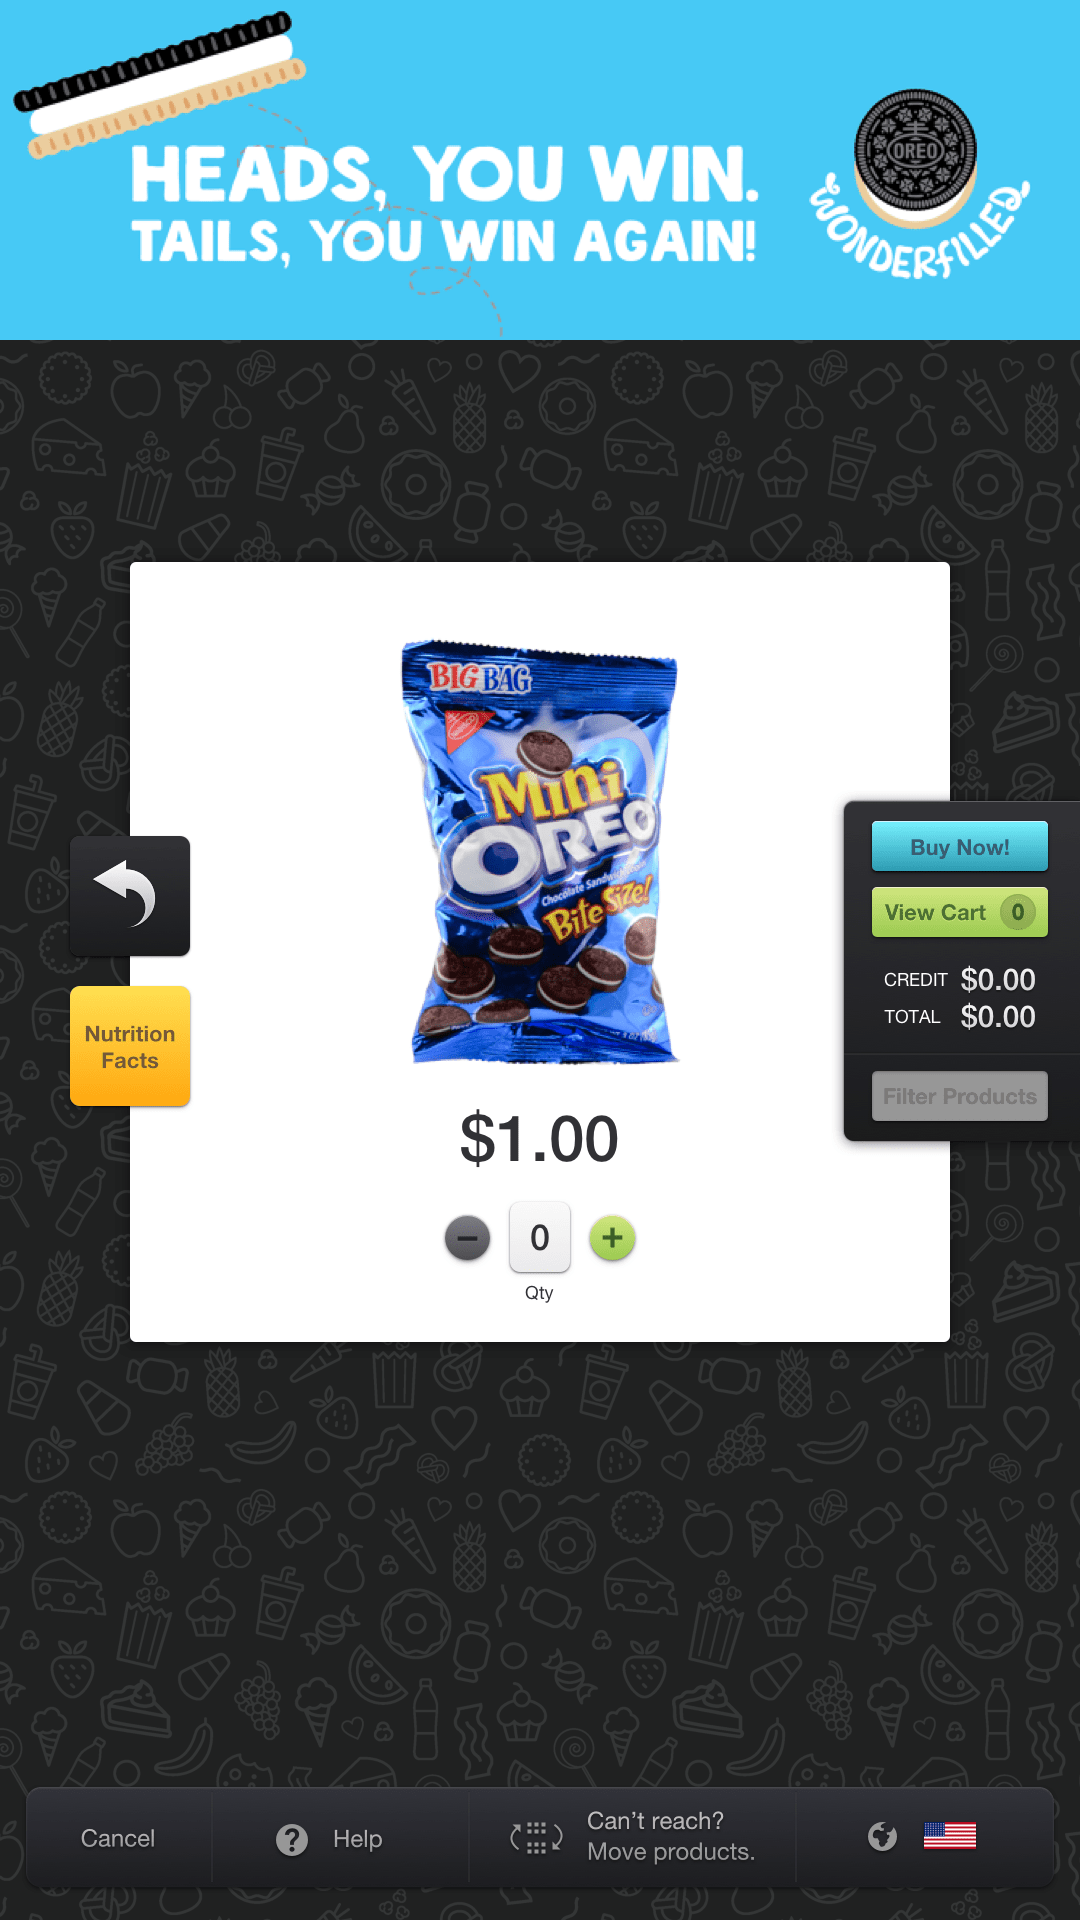 HEADS, YOU WIN.
TAILS, YOU WIN AGAIN!
OREO
WONDERFILLED
BIG BAG
NABISCO
Mini
OREO
Chocolate Sandwich
Bite Size!
$1.00
0
Qty
Nutrition
Facts
Buy Now!
View Cart 0
CREDIT $0.00
TOTAL $0.00
Filter Products
Cancel
Help
Can't reach?
Move products.